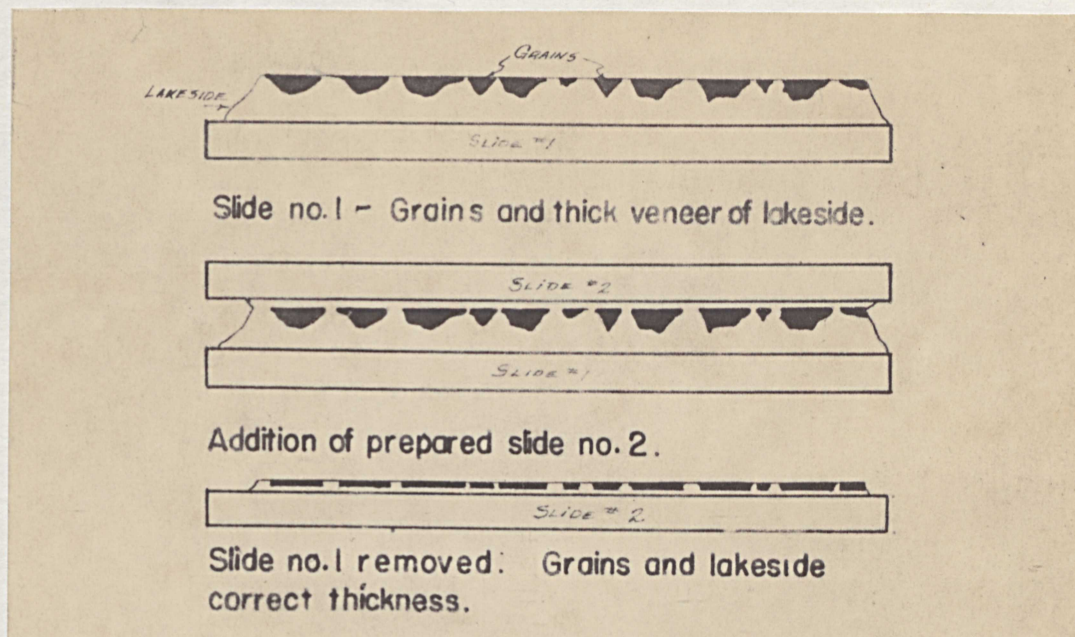 GRAINS
LAKESIDE
SLIDE #1
Slide no. 1 - Grains and thick veneer of lakeside.
SLIDE #2
SLIDE #1
Addition of prepared slide no. 2.
SLIDE # 2
Slide no. 1 removed. Grains and lakeside
correct thickness.